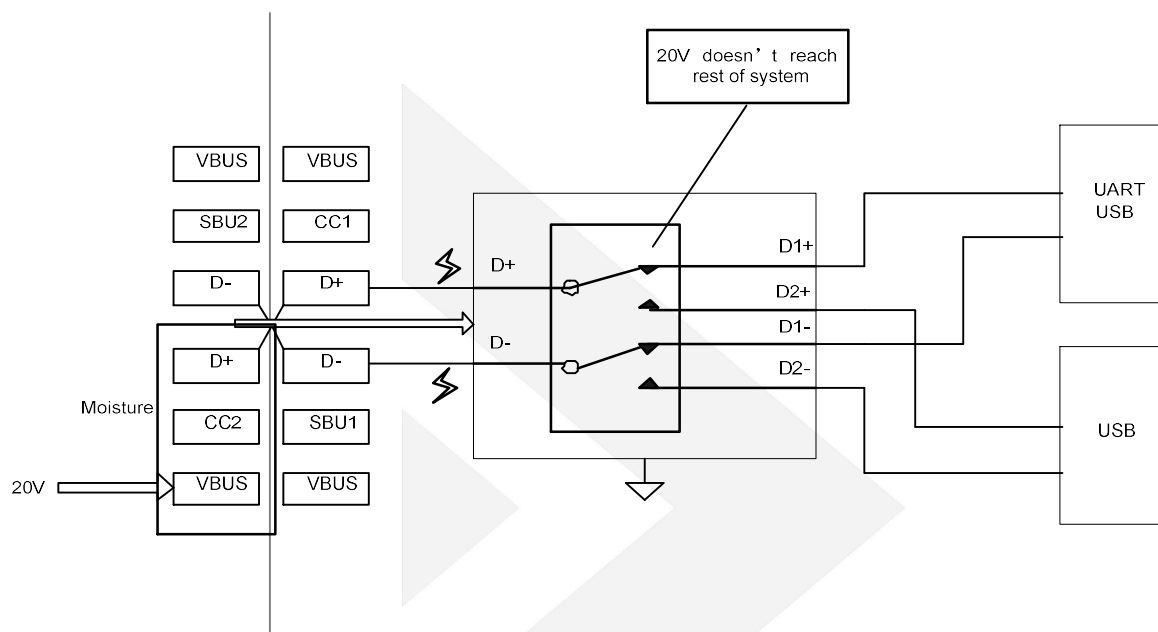 20V doesn't reach
rest of system
VBUS
VBUS
SBU2
CC1
D-
D+
D+
D-
CC2
SBU1
VBUS
VBUS
Moisture
20V
D+
D-
D1+
D2+
D1-
D2-
UART
USB
USB